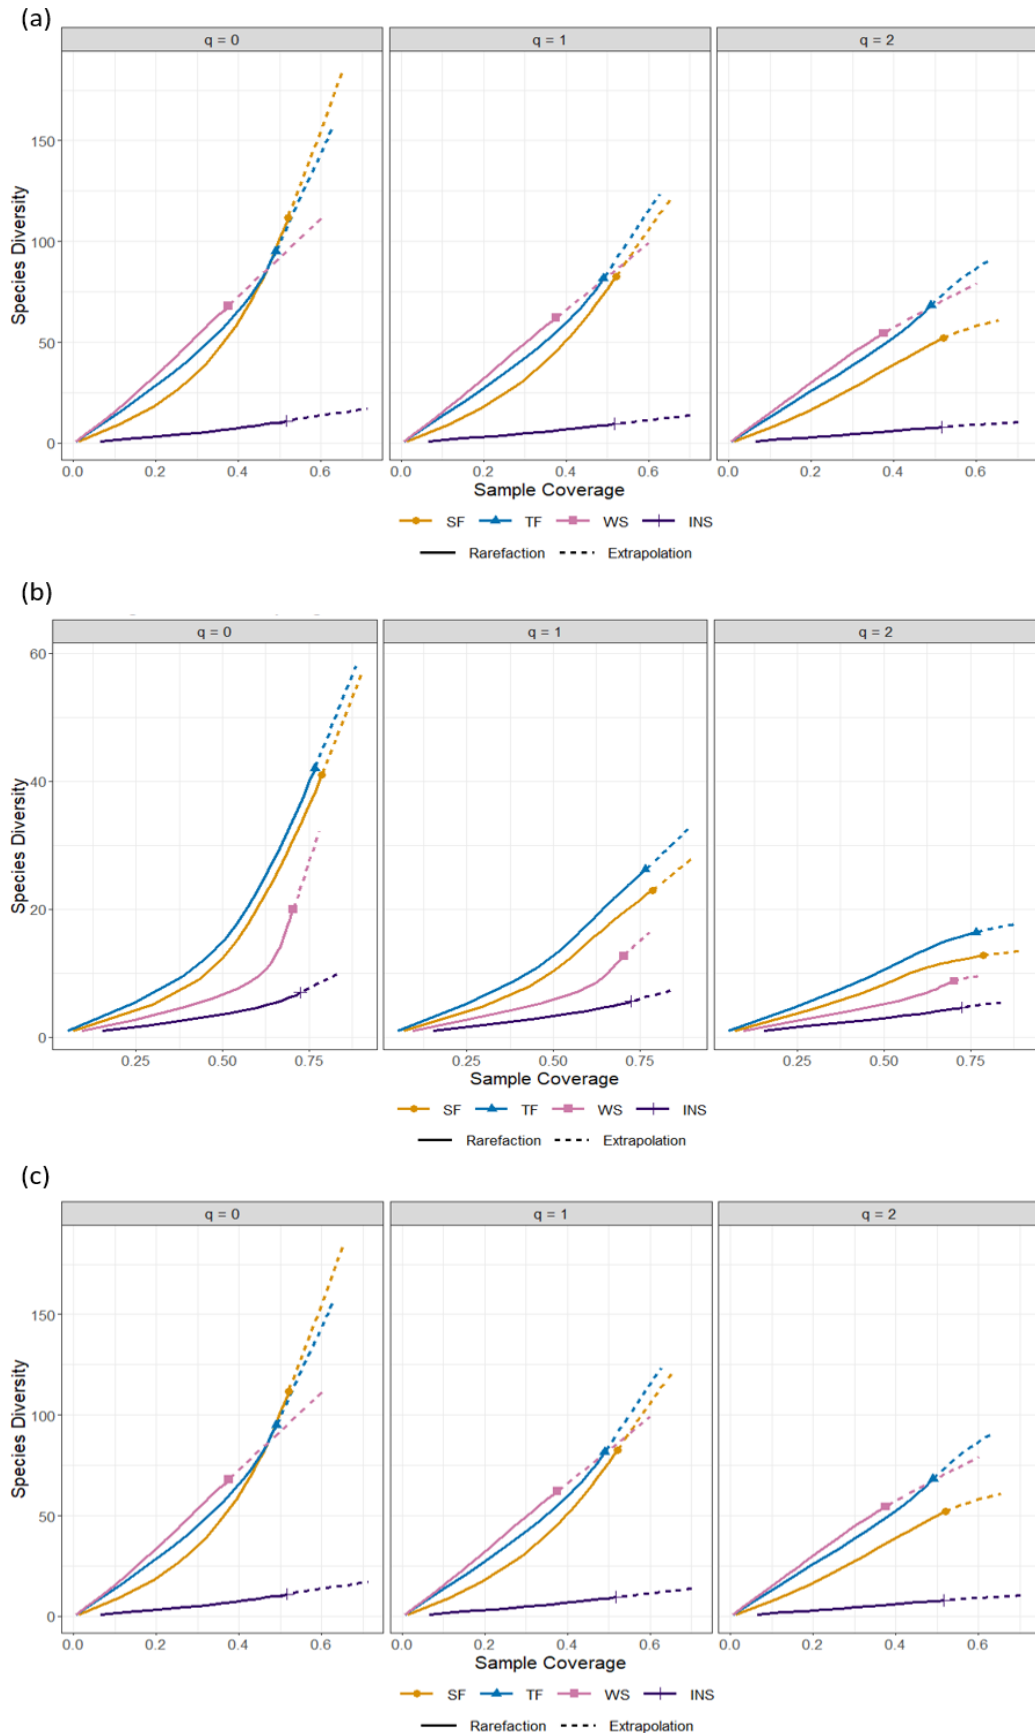 (a)
q = 0 q = 1 q = 2
150
100
50
0
Species Diversity
0.0 0.2 0.4 0.6 0.0 0.2 0.4 0.6 0.0 0.2 0.4 0.6
Sample Coverage
SF TF WS INS
Rarefaction Extrapolation
(b)
q = 0 q = 1 q = 2
60
40
20
0
Species Diversity
0.25 0.50 0.75 0.25 0.50 0.75 0.25 0.50 0.75
Sample Coverage
SF TF WS INS
Rarefaction Extrapolation
(c)
q = 0 q = 1 q = 2
150
100
50
0
Species Diversity
0.0 0.2 0.4 0.6 0.0 0.2 0.4 0.6 0.0 0.2 0.4 0.6
Sample Coverage
SF TF WS INS
Rarefaction Extrapolation